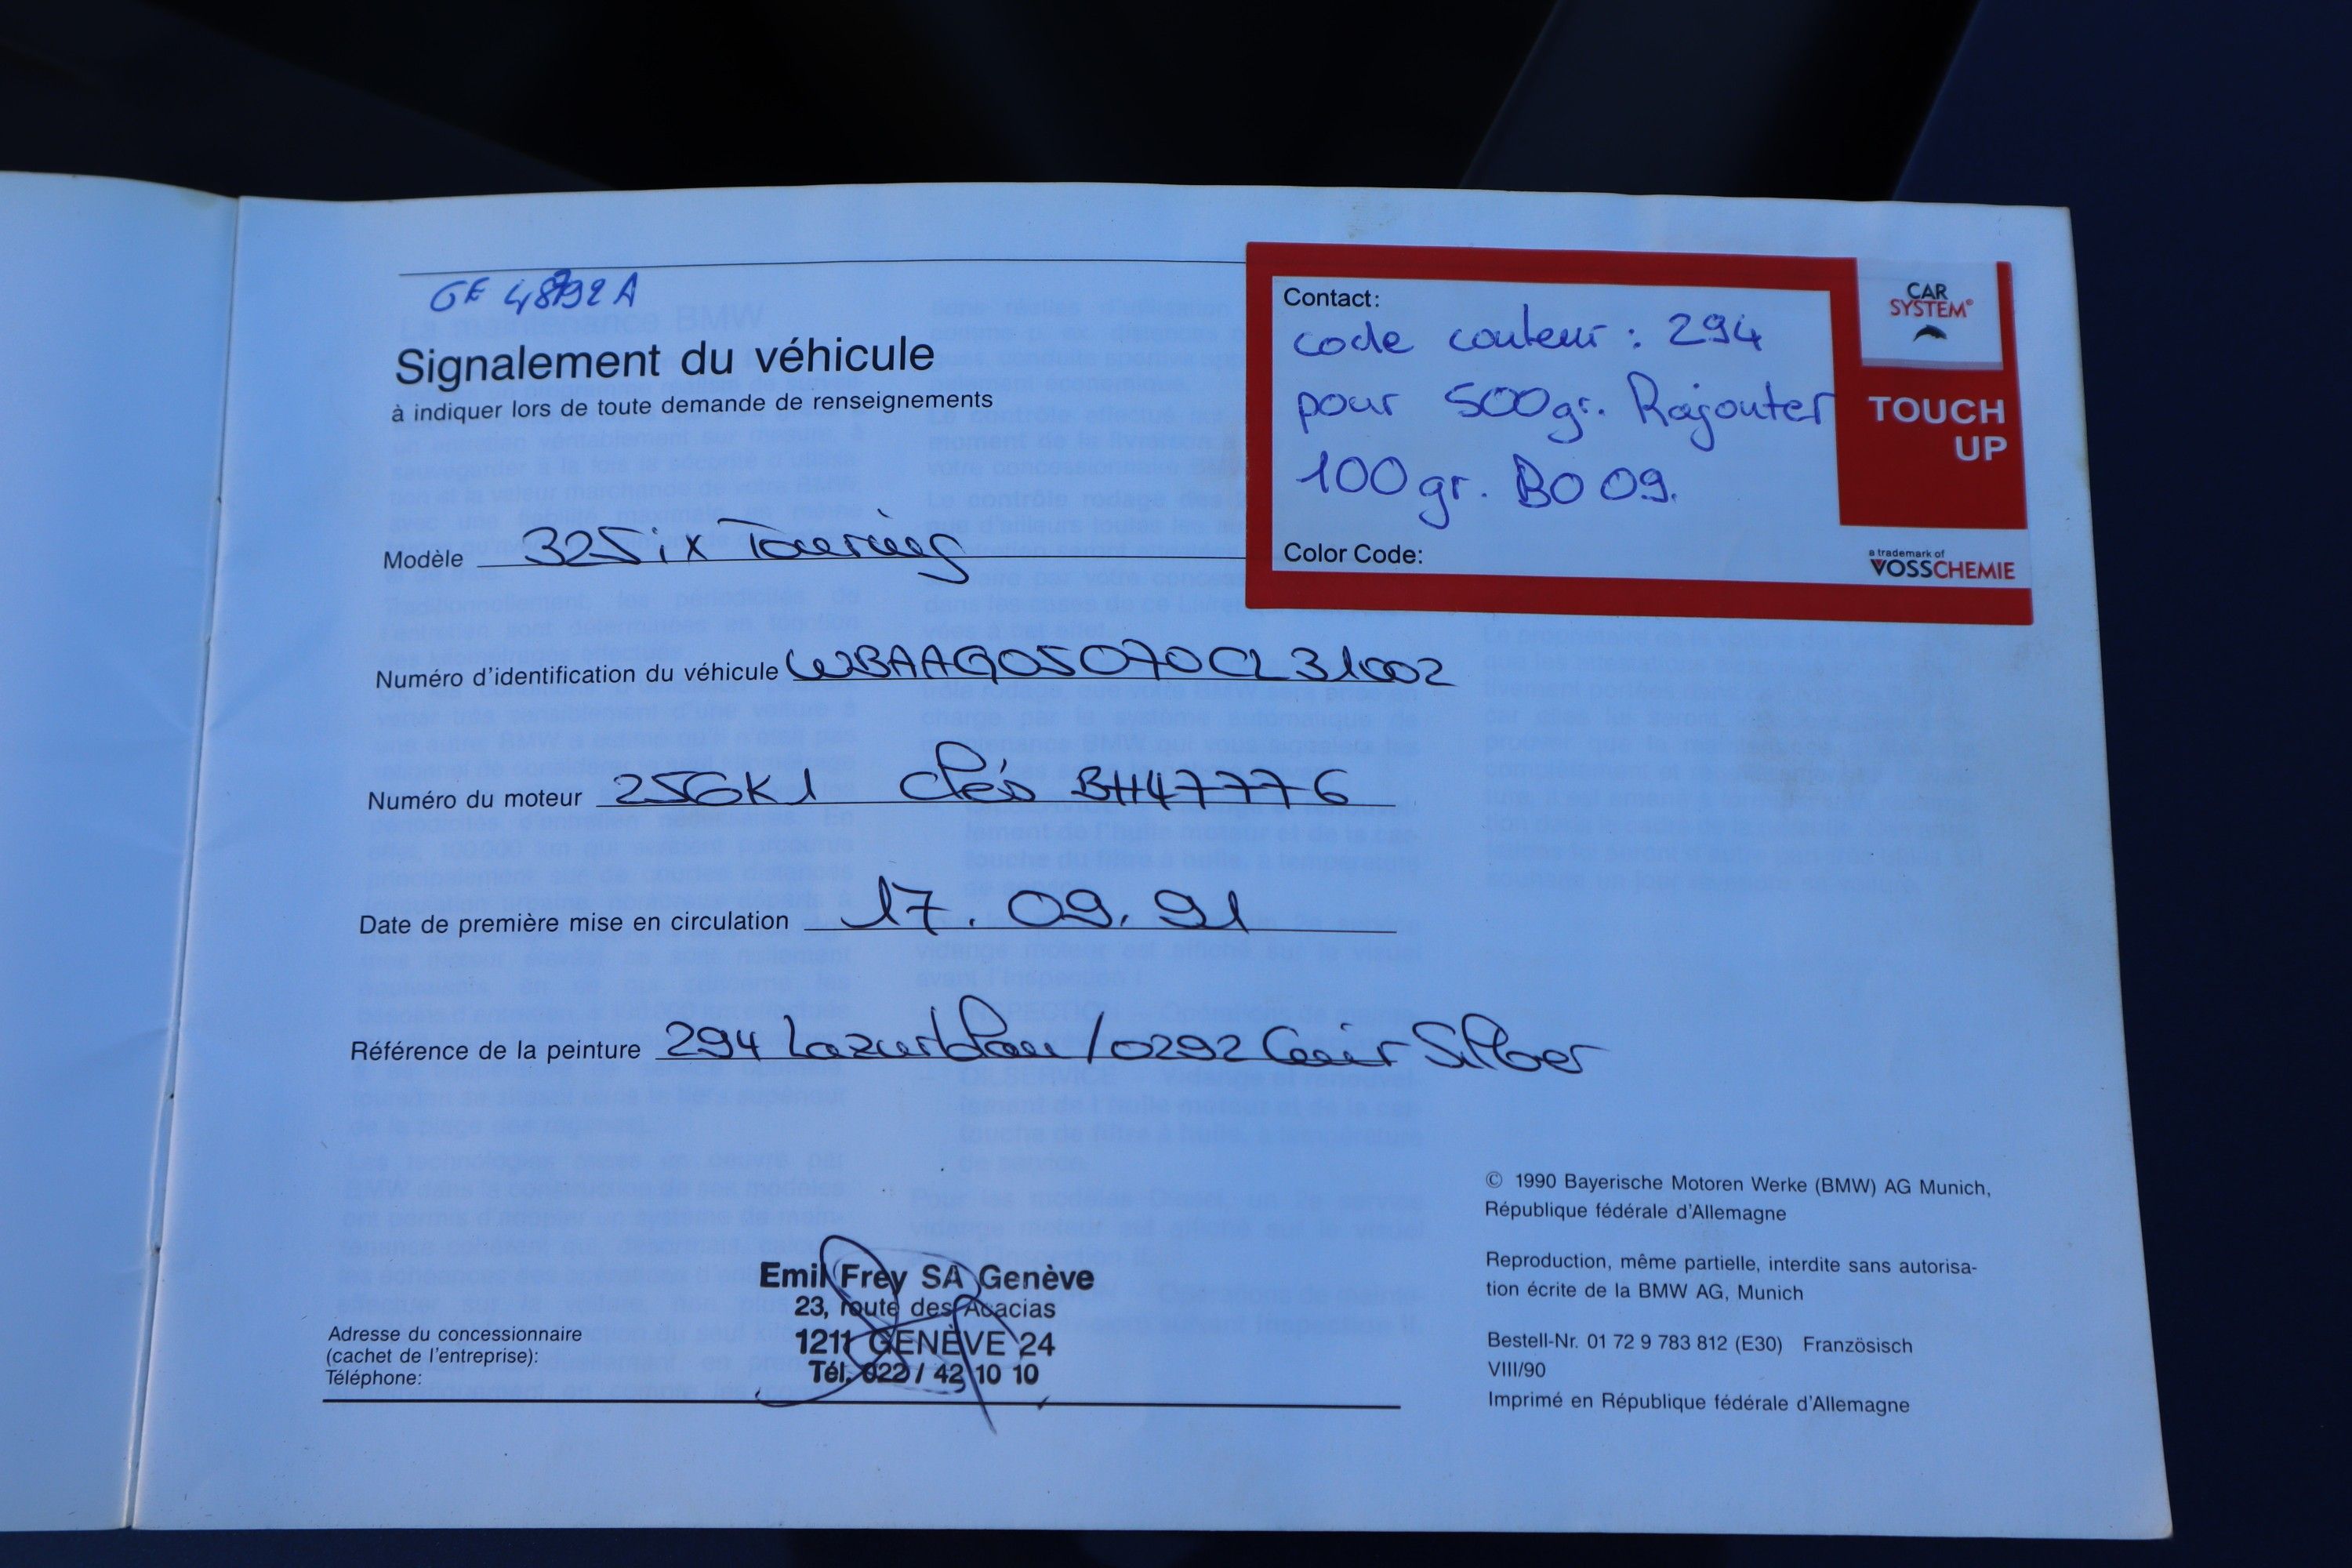 GE 48792 A
Signalement du véhicule
à indiquer lors de toute demande de renseignements
Contact:
code couleur : 294
pour 500gr. Rajouter
100gr. BO 09.
Color Code:
CAR
SYSTEM®
TOUCH
UP
a trademark of
VOSSCHEMIE
Modèle 325ix Touring
Numéro d'identification du véhicule WBAAG05070CL31002
Numéro du moteur 256K1 clés BH47776
Date de première mise en circulation 17.09.91
Référence de la peinture 294 Lazurblau / 0292 Cuir Silber
Emil Frey SA Genève
23, route des Acacias
1211 GENÈVE 24
Tél. 022 / 42 10 10
Adresse du concessionnaire
(cachet de l'entreprise):
Téléphone:
© 1990 Bayerische Motoren Werke (BMW) AG Munich,
République fédérale d'Allemagne
Reproduction, même partielle, interdite sans autorisa-
tion écrite de la BMW AG, Munich
Bestell-Nr. 01 72 9 783 812 (E30) Französisch
VIII/90
Imprimé en République fédérale d'Allemagne